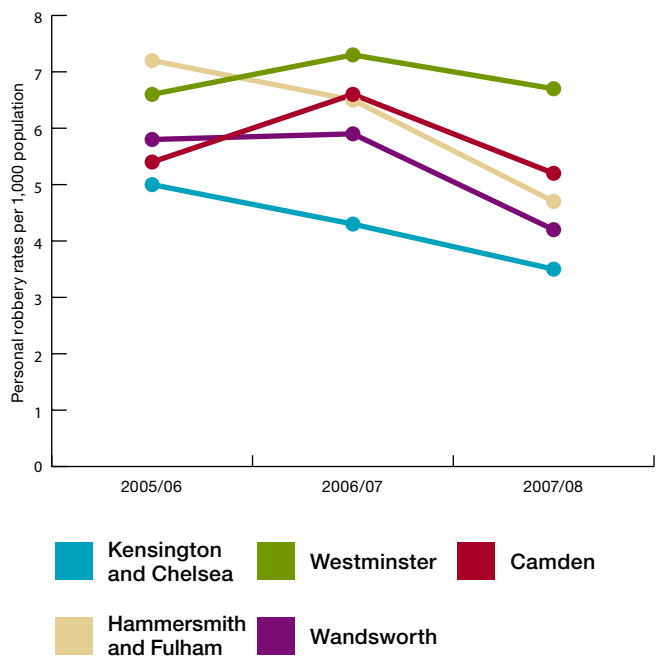 Personal robbery rates per 1,000 population
8
7
6
5
4
3
2
1
0
2005/06
2006/07
2007/08
Kensington
and Chelsea
Westminster
Camden
Hammersmith
and Fulham
Wandsworth